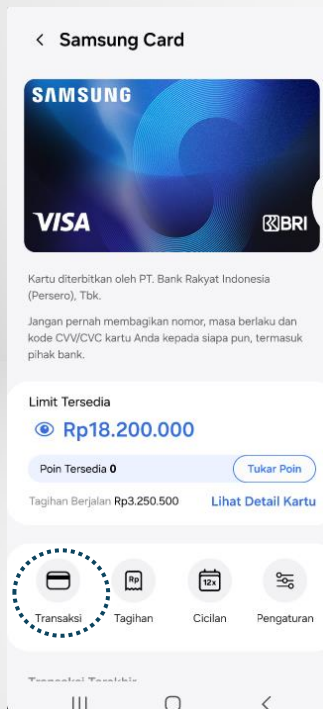 Samsung Card
SAMSUNG
VISA
BRI
Kartu diterbitkan oleh PT. Bank Rakyat Indonesia
(Persero), Tbk.
Jangan pernah membagikan nomor, masa berlaku dan
kode CVV/CVC kartu Anda kepada siapa pun, termasuk
pihak bank.
Limit Tersedia
Rp18.200.000
Poin Tersedia 0 Tukar Poin
Tagihan Berjalan Rp3.250.500 Lihat Detail Kartu
Rp 12x
Transaksi Tagihan Cicilan Pengaturan